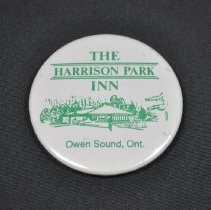 THE
HARRISON PARK
INN
Owen Sound, Ont.